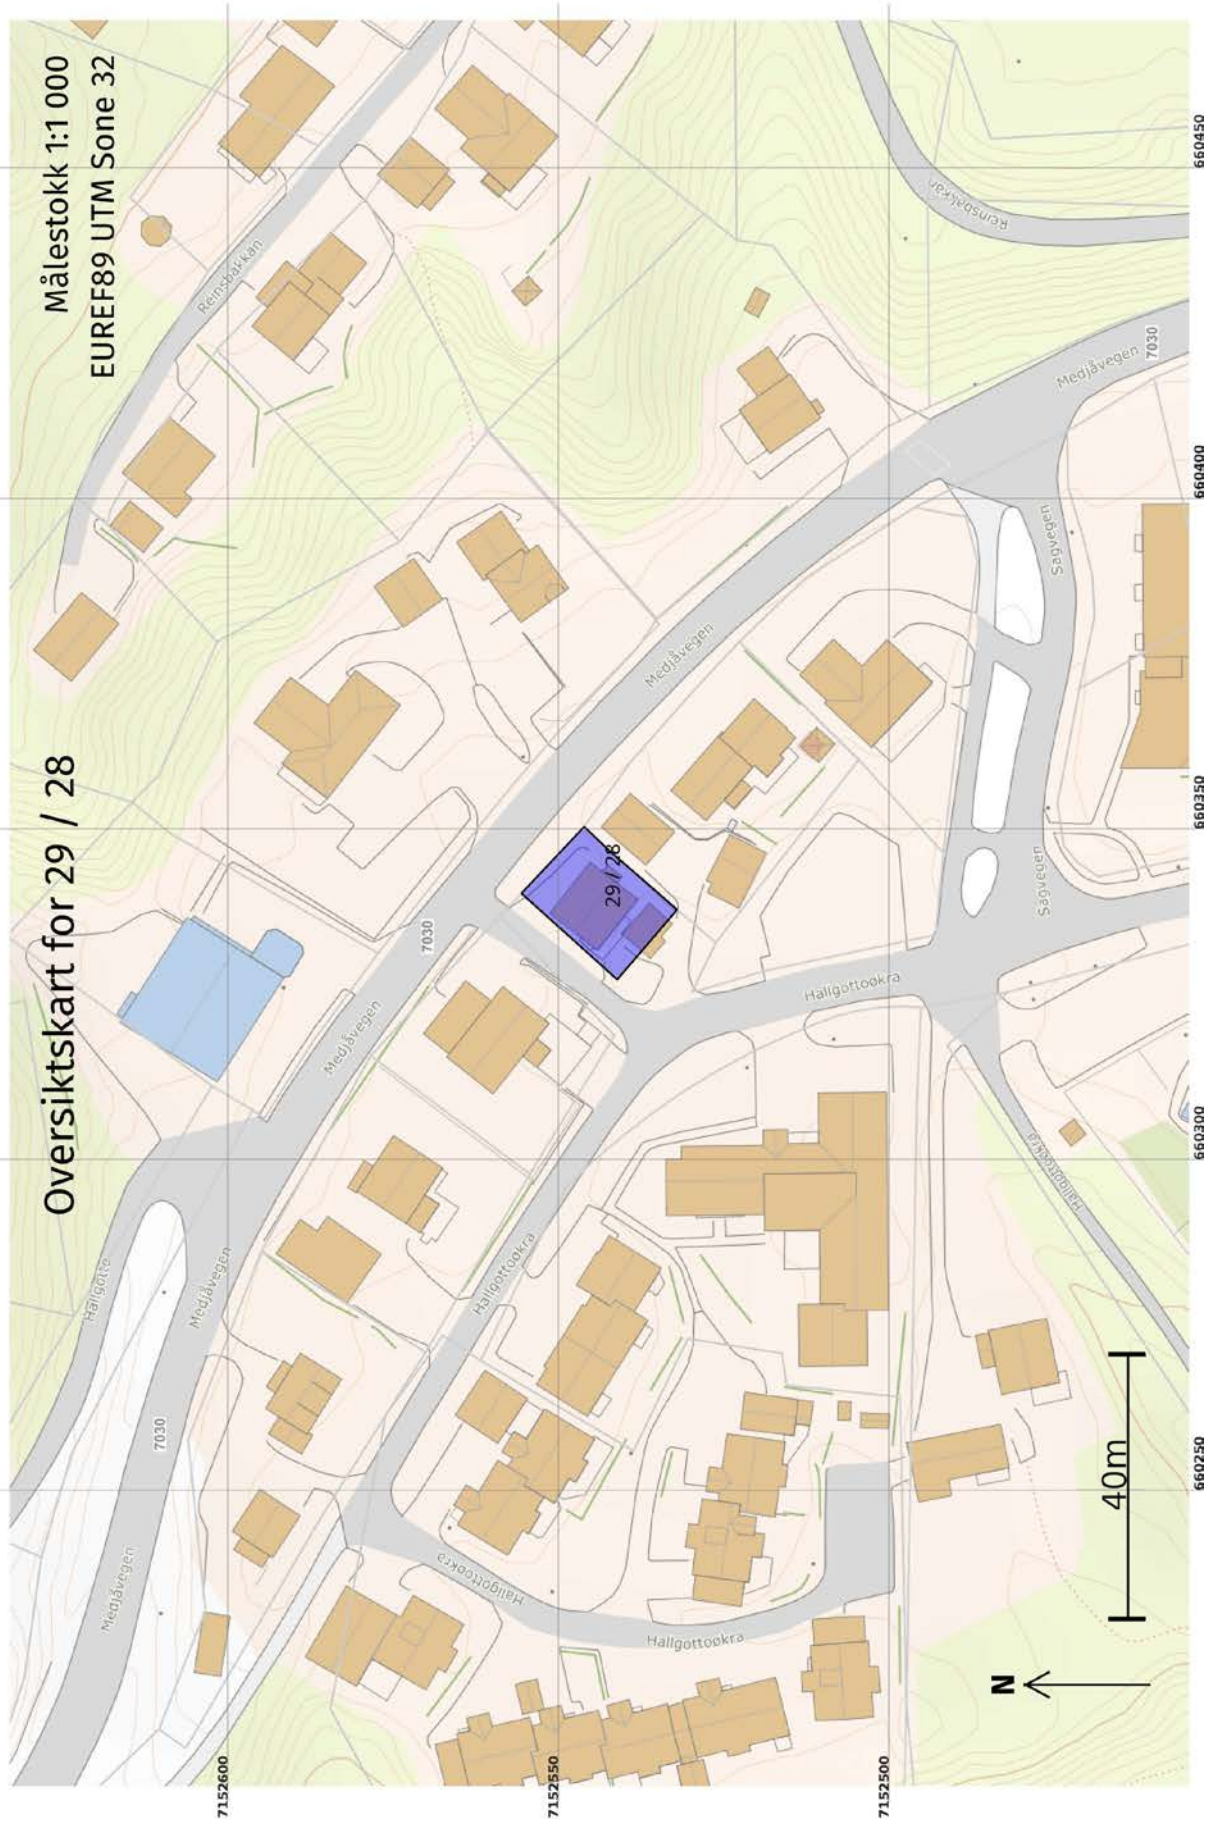 Oversiktskart for 29 / 28
Målestokk 1:1 000
EUREF89 UTM Sone 32
Hallgotto
Medjåvegen
7030
Medjåvegen
Medjåvegen
7030
Reinsbakkan
Medjåvegen
29 / 28
Hallgottoøkra
Hallgottoøkra
Hallgottoøkra
Hallgottoøkra
Hallgottoøkra
Sagvegen
Sagvegen
Medjåvegen
7030
Reinsbakkan
7152600
7152550
7152500
660250
660300
660350
660400
660450
40m
N